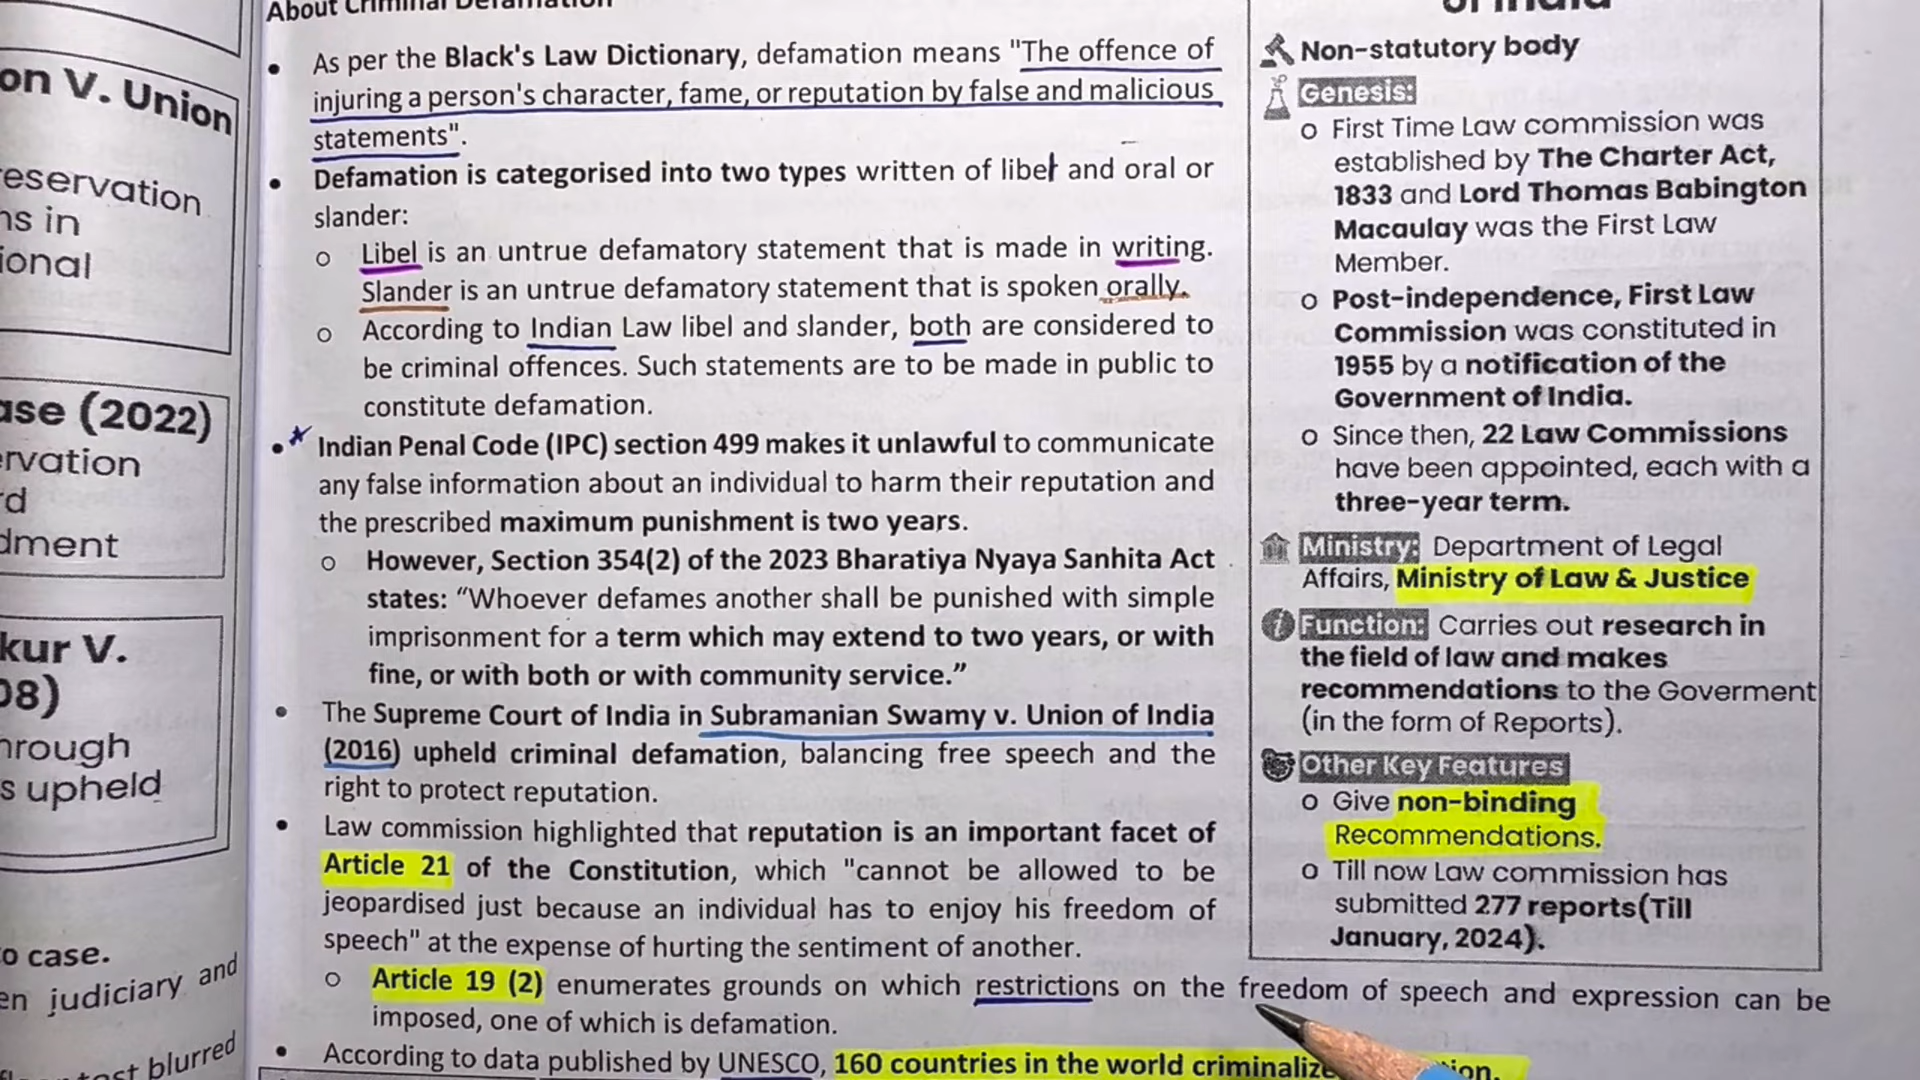 on V. Union
eservation
ns in
ional
ase (2022)
ervation
rd
dment
kur V.
08)
hrough
s upheld
o case.
en judiciary and
test blurred
About Criminal Defamation
• As per the Black's Law Dictionary, defamation means "The offence of
injuring a person's character, fame, or reputation by false and malicious
statements".
• Defamation is categorised into two types written of libel and oral or
slander:
o Libel is an untrue defamatory statement that is made in writing.
Slander is an untrue defamatory statement that is spoken orally.
o According to Indian Law libel and slander, both are considered to
be criminal offences. Such statements are to be made in public to
constitute defamation.
• Indian Penal Code (IPC) section 499 makes it unlawful to communicate
any false information about an individual to harm their reputation and
the prescribed maximum punishment is two years.
o However, Section 354(2) of the 2023 Bharatiya Nyaya Sanhita Act
states: “Whoever defames another shall be punished with simple
imprisonment for a term which may extend to two years, or with
fine, or with both or with community service.”
• The Supreme Court of India in Subramanian Swamy v. Union of India
(2016) upheld criminal defamation, balancing free speech and the
right to protect reputation.
• Law commission highlighted that reputation is an important facet of
Article 21 of the Constitution, which "cannot be allowed to be
jeopardised just because an individual has to enjoy his freedom of
speech" at the expense of hurting the sentiment of another.
o Article 19 (2) enumerates grounds on which restrictions on the freedom of speech and expression can be
imposed, one of which is defamation.
• According to data published by UNESCO, 160 countries in the world criminalize ion.
of India
Non-statutory body
Genesis:
o First Time Law commission was
established by The Charter Act,
1833 and Lord Thomas Babington
Macaulay was the First Law
Member.
o Post-independence, First Law
Commission was constituted in
1955 by a notification of the
Government of India.
o Since then, 22 Law Commissions
have been appointed, each with a
three-year term.
Ministry: Department of Legal
Affairs, Ministry of Law & Justice
Function: Carries out research in
the field of law and makes
recommendations to the Goverment
(in the form of Reports).
Other Key Features
o Give non-binding
Recommendations.
o Till now Law commission has
submitted 277 reports(Till
January, 2024).